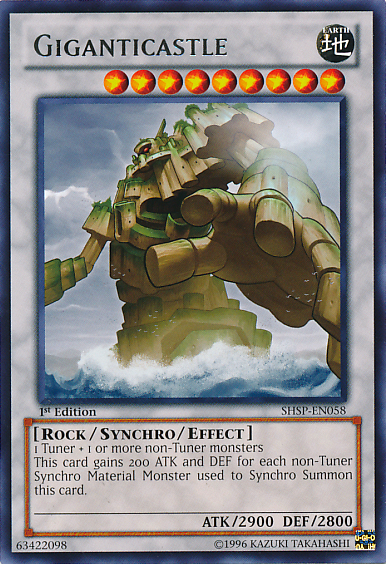 GIGANTICASTLE
EARTH
地
1st Edition
SHSP-EN058
[ROCK/SYNCHRO/EFFECT]
1 Tuner + 1 or more non-Tuner monsters
This card gains 200 ATK and DEF for each non-Tuner
Synchro Material Monster used to Synchro Summon
this card.
ATK/2900 DEF/2800
63422098
©1996 KAZUKI TAKAHASHI